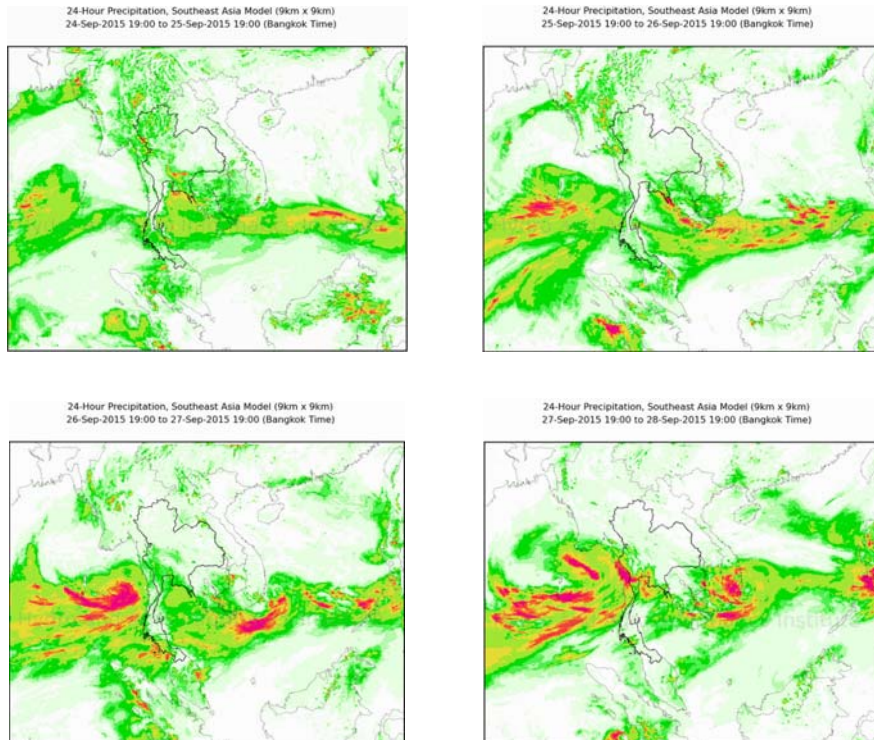 24-Hour Precipitation, Southeast Asia Model (9km x 9km)
24-Sep-2015 19:00 to 25-Sep-2015 19:00 (Bangkok Time)
24-Hour Precipitation, Southeast Asia Model (9km x 9km)
25-Sep-2015 19:00 to 26-Sep-2015 19:00 (Bangkok Time)
24-Hour Precipitation, Southeast Asia Model (9km x 9km)
26-Sep-2015 19:00 to 27-Sep-2015 19:00 (Bangkok Time)
24-Hour Precipitation, Southeast Asia Model (9km x 9km)
27-Sep-2015 19:00 to 28-Sep-2015 19:00 (Bangkok Time)
Institute